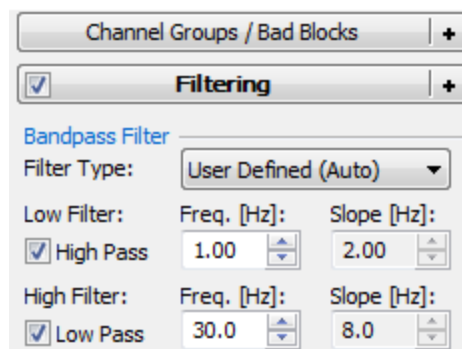 Channel Groups / Bad Blocks +
Filtering +
Bandpass Filter
Filter Type: User Defined (Auto)
Low Filter: Freq. [Hz]: Slope [Hz]:
High Pass 1.00 2.00
High Filter: Freq. [Hz]: Slope [Hz]:
Low Pass 30.0 8.0